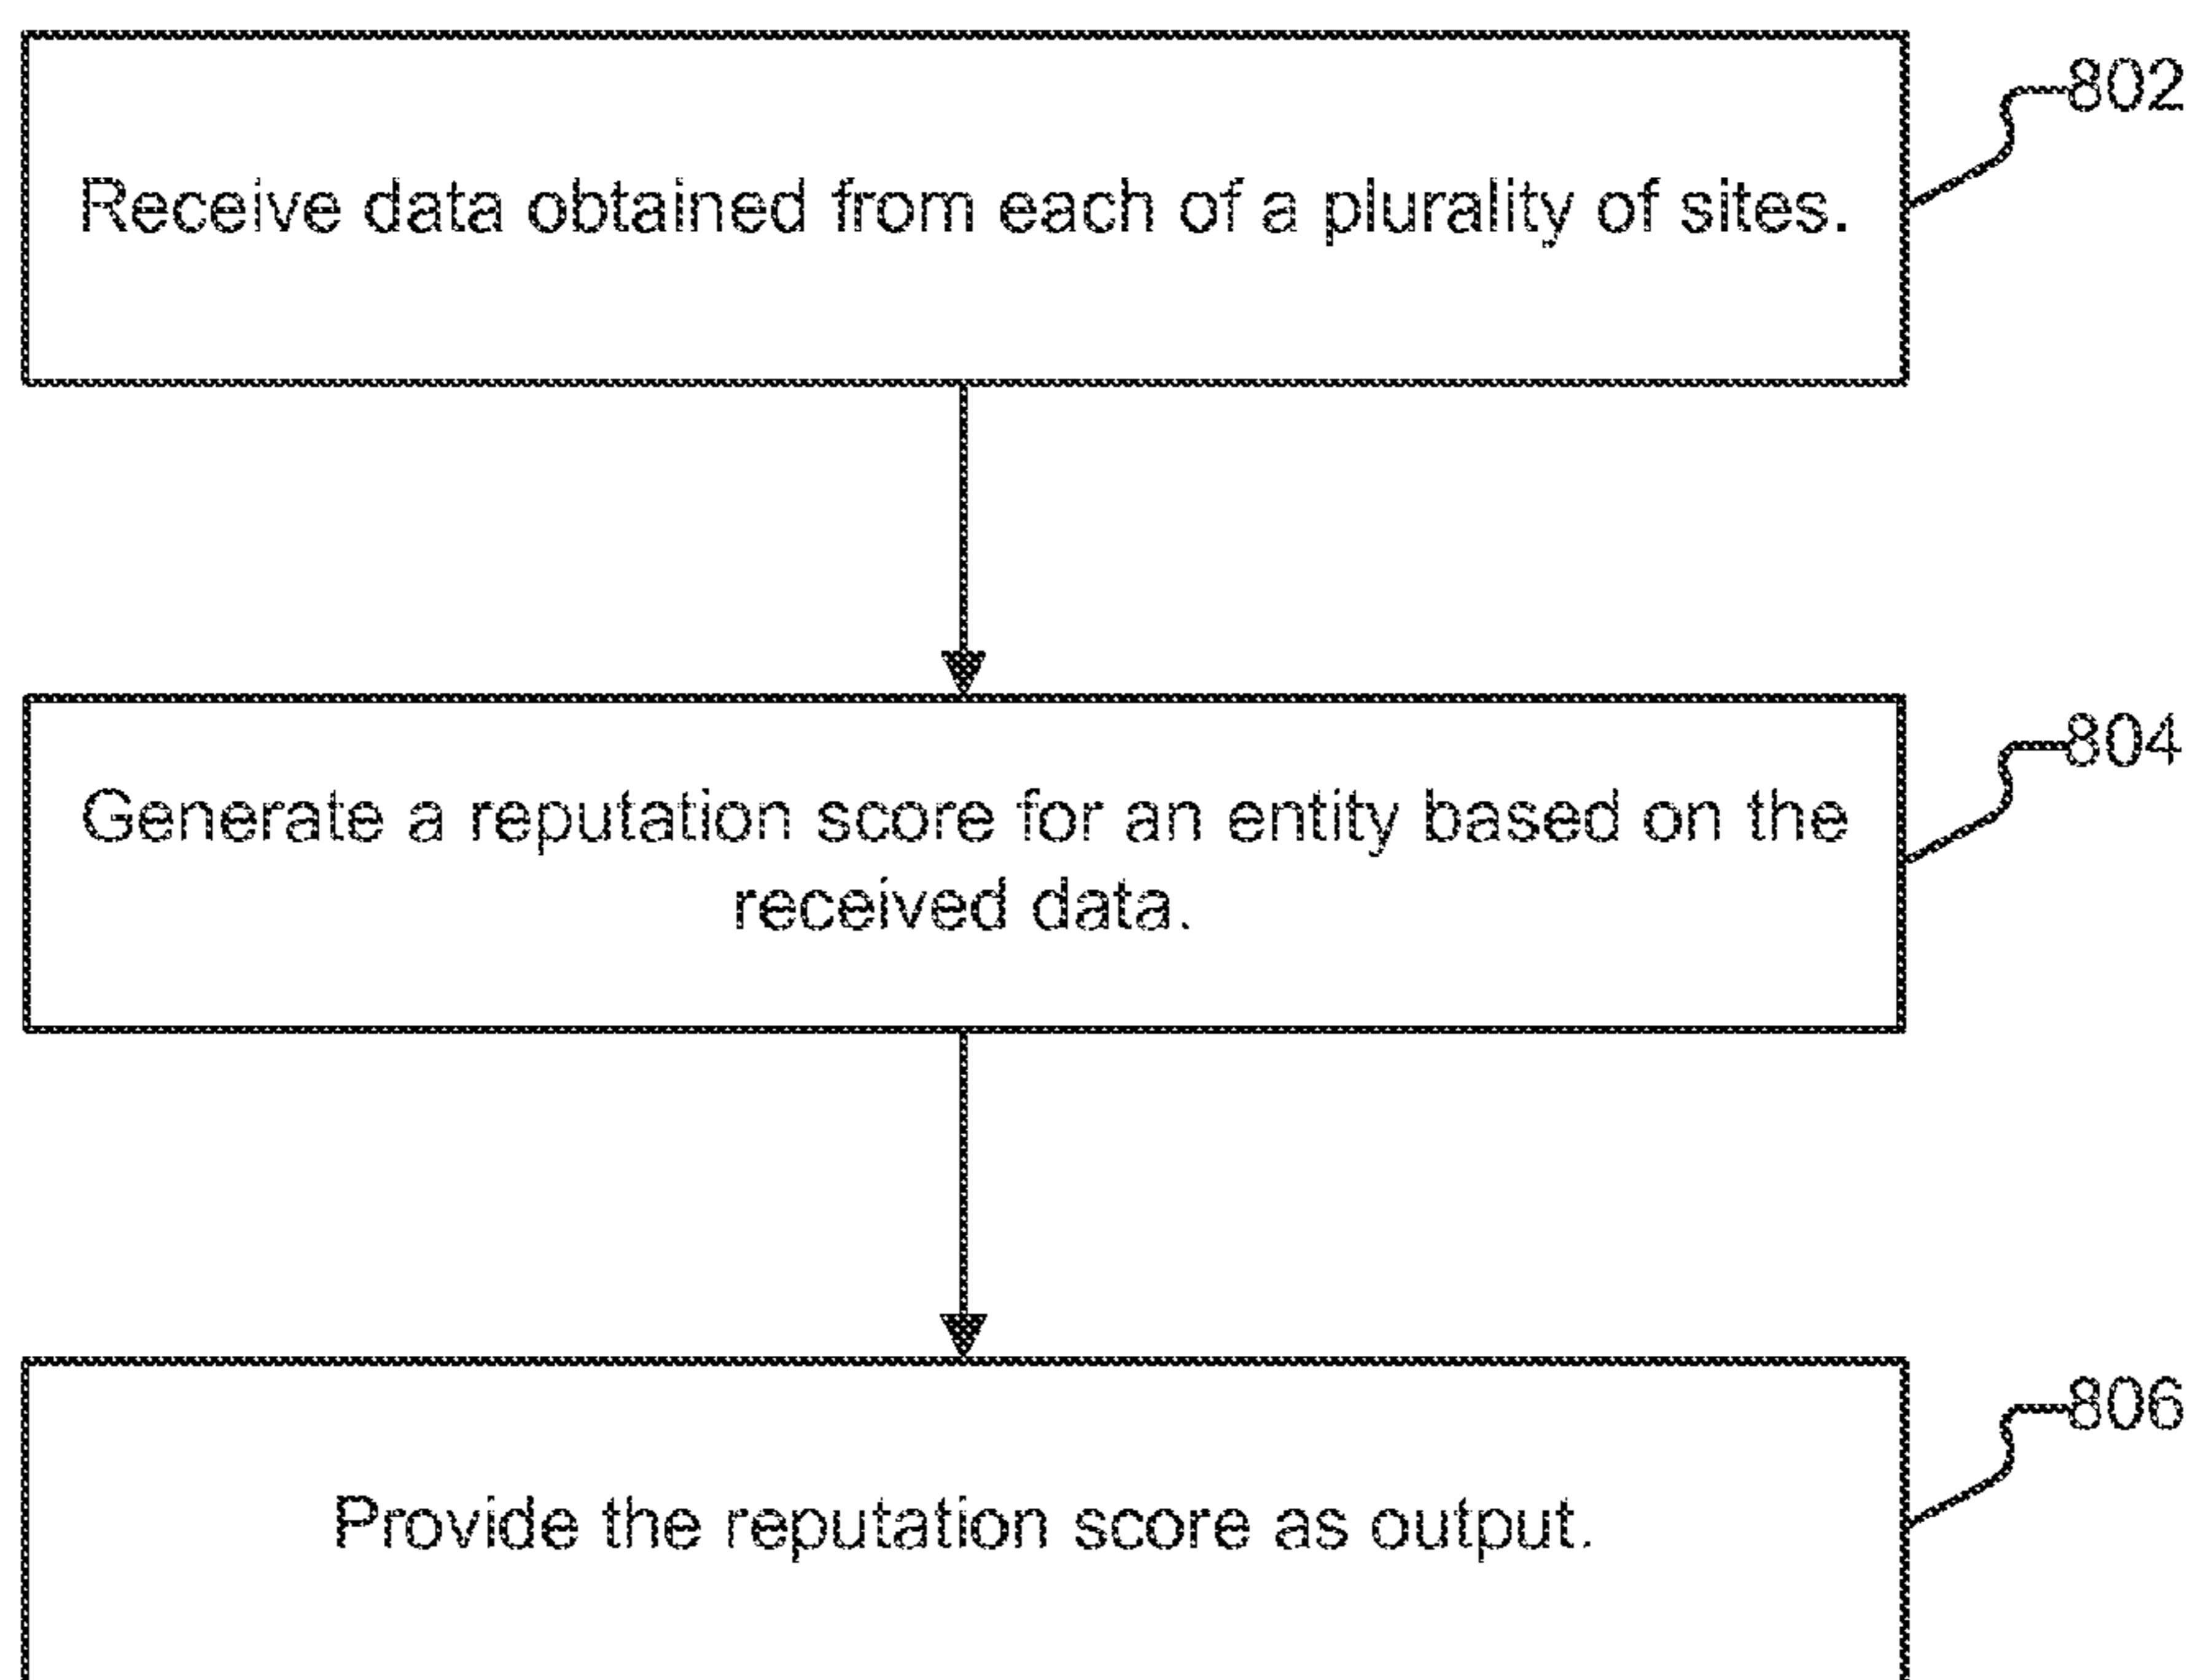 802
Receive data obtained from each of a plurality of sites.
804
Generate a reputation score for an entity based on the
received data.
806
Provide the reputation score as output.